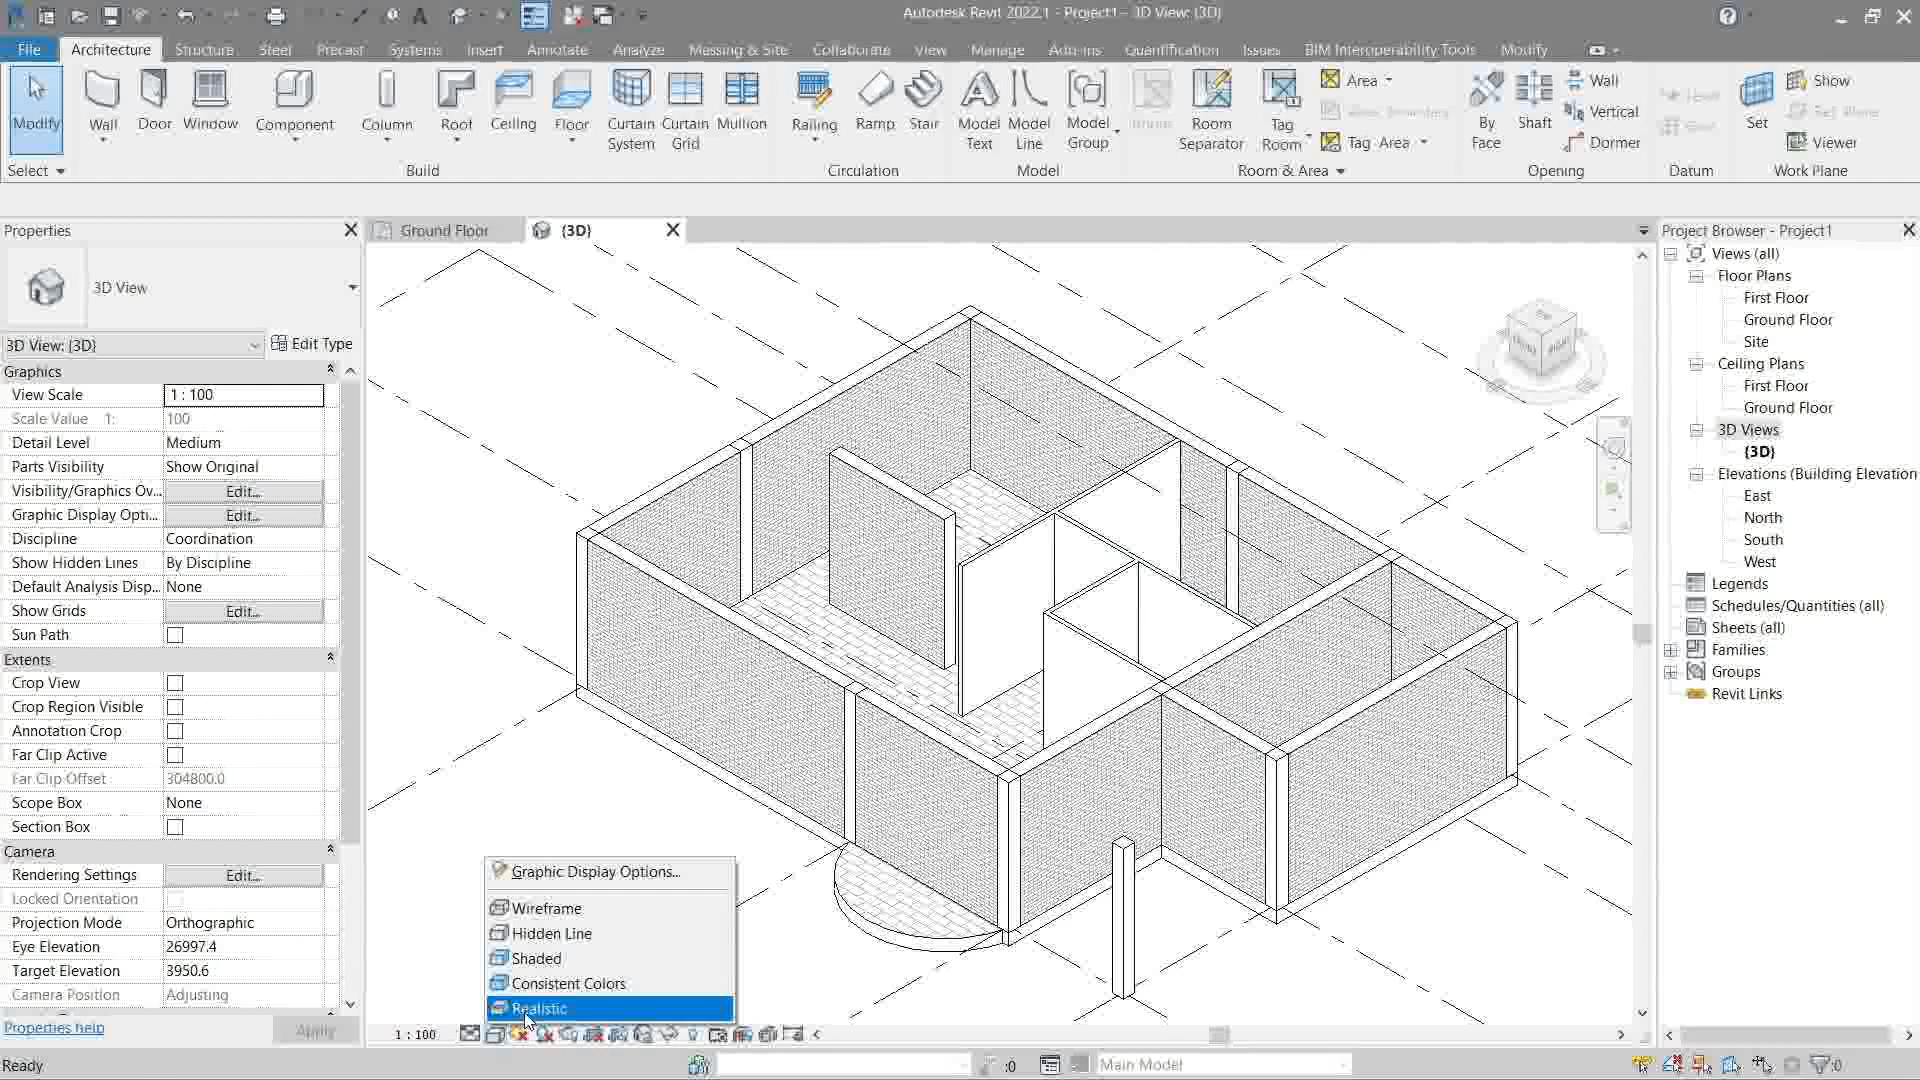 Autodesk Revit 2022.1 - Project1 - 3D View: {3D}
File Architecture Structure Steel Precast Systems Insert Annotate Analyze Massing & Site Collaborate View Manage Add-Ins Quantification Issues BIM Interoperability Tools Modify
Modify Wall Door Window Component Column Roof Ceiling Floor Curtain System Curtain Grid Mullion Railing Ramp Stair Model Text Model Line Model Group Room Separator Tag Room Area Tag Area By Face Shaft Wall Vertical Dormer Set Show Viewer
Select Build Circulation Model Room & Area Opening Datum Work Plane
Properties
3D View
3D View: {3D} Edit Type
Graphics
View Scale 1 : 100
Scale Value 1: 100
Detail Level Medium
Parts Visibility Show Original
Visibility/Graphics Ov... Edit...
Graphic Display Opti... Edit...
Discipline Coordination
Show Hidden Lines By Discipline
Default Analysis Disp... None
Show Grids Edit...
Sun Path
Extents
Crop View
Crop Region Visible
Annotation Crop
Far Clip Active
Far Clip Offset 304800.0
Scope Box None
Section Box
Camera
Rendering Settings Edit...
Locked Orientation
Projection Mode Orthographic
Eye Elevation 26997.4
Target Elevation 3950.6
Camera Position Adjusting
Properties help Apply
Ground Floor {3D}
FRONT RIGHT
Graphic Display Options...
Wireframe
Hidden Line
Shaded
Consistent Colors
Realistic
1 : 100
Project Browser - Project1
Views (all)
Floor Plans
First Floor
Ground Floor
Site
Ceiling Plans
First Floor
Ground Floor
3D Views
{3D}
Elevations (Building Elevation
East
North
South
West
Legends
Schedules/Quantities (all)
Sheets (all)
Families
Groups
Revit Links
Ready :0 Main Model :0